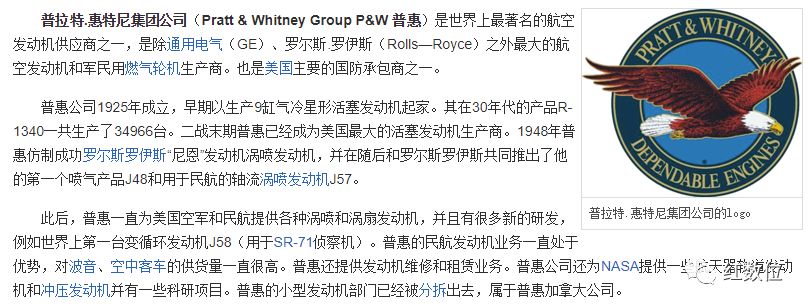 普拉特.惠特尼集团公司（Pratt & Whitney Group P&W 普惠）是世界上最著名的航空
发动机供应商之一，是除通用电气（GE）、罗尔斯.罗伊斯（Rolls—Royce）之外最大的航
空发动机和军民用燃气轮机生产商。也是美国主要的国防承包商之一。
普惠公司1925年成立，早期以生产9缸气冷星形活塞发动机起家。其在30年代的产品R-
1340一共生产了34966台。二战末期普惠已经成为美国最大的活塞发动机生产商。1948年普
惠仿制成功罗尔斯罗伊斯“尼恩”发动机涡喷发动机，并在随后和罗尔斯罗伊斯共同推出了他
的第一个喷气产品J48和用于民航的轴流涡喷发动机J57。
此后，普惠一直为美国空军和民航提供各种涡喷和涡扇发动机，并且有很多新的研发，
例如世界上第一台变循环发动机J58（用于SR-71侦察机）。普惠的民航发动机业务一直处于
优势，对波音、空中客车的供货量一直很高。普惠还提供发动机维修和租赁业务。普惠公司还为NASA提供一些航天器
机和冲压发动机并有一些科研项目。普惠的小型发动机部门已经被分拆出去，属于普惠加拿大公司。
PRATT & WHITNEY
DEPENDABLE ENGINES
普拉特.惠特尼集团公司的logo
红数位